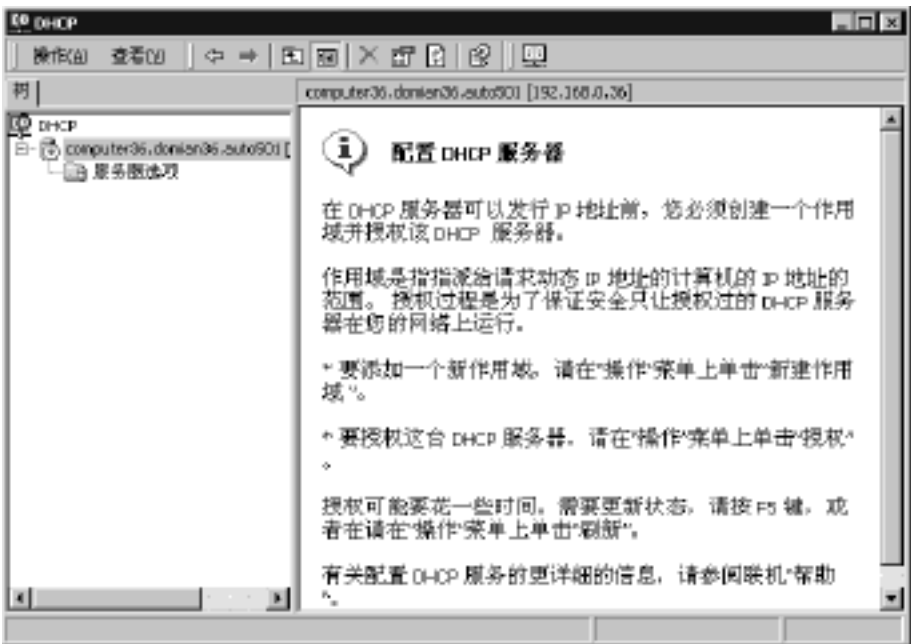 DHCP
操作(A) 查看(V)
树
computer36.domian36.auto501 [192.168.0.36]
DHCP
computer36.domian36.auto501 [
服务器选项
配置 DHCP 服务器
在 DHCP 服务器可以发行 IP 地址前，您必须创建一个作用
域并授权该 DHCP 服务器。
作用域是指指派给请求动态 IP 地址的计算机的 IP 地址的
范围。 授权过程是为了保证安全只让授权过的 DHCP 服务
器在您的网络上运行。
* 要添加一个新作用域，请在"操作"菜单上单击"新建作用
域"。
* 要授权这台 DHCP 服务器，请在"操作"菜单上单击"授权"
。
授权可能要花一些时间。需要更新状态，请按 F5 键，或
者在请在"操作"菜单上单击"刷新"。
有关配置 DHCP 服务的更详细的信息，请参阅联机"帮助
"。